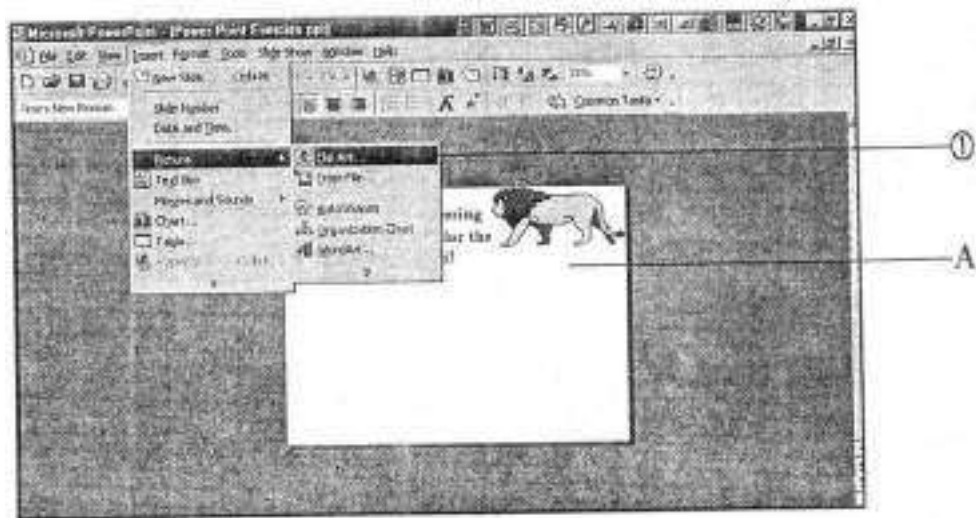 Microsoft PowerPoint - [Power Point Example.ppt]
File Edit View Insert Format Tools Slide Show Window Help
New Slide... Ctrl+M
Times New Roman
Common Tasks
Slide Number
Date and Time...
Picture
Clip Art...
①
Text Box
From File...
Movies and Sounds
AutoShapes
Chart...
Organization Chart
Table...
WordArt...
the
A